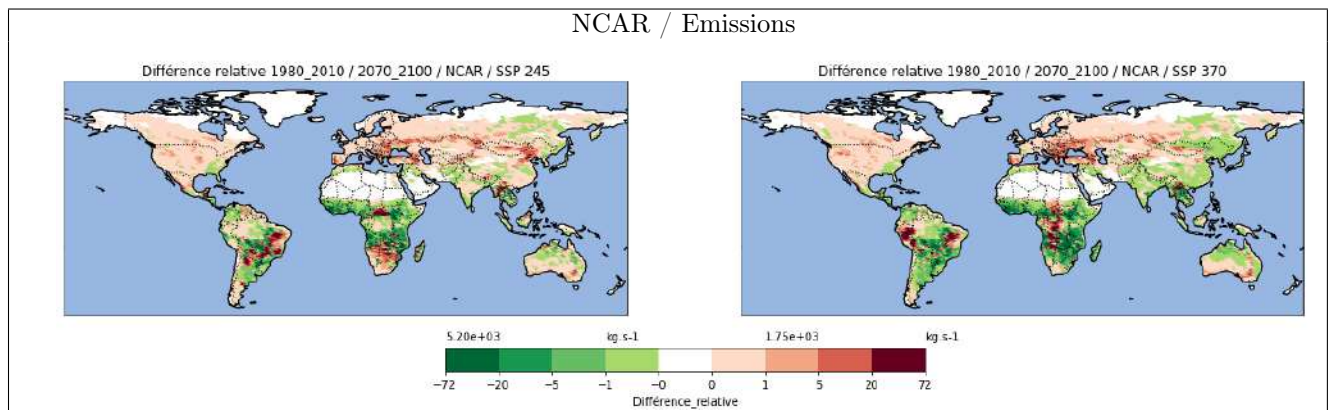 NCAR / Emissions
Différence relative 1980_2010 / 2070_2100 / NCAR / SSP 245
Différence relative 1980_2010 / 2070_2100 / NCAR / SSP 370
5.20e+03 kg.s-1 1.75e+03 kg.s-1
−72 −20 −5 −1 −0 0 1 5 20 72
Différence_relative